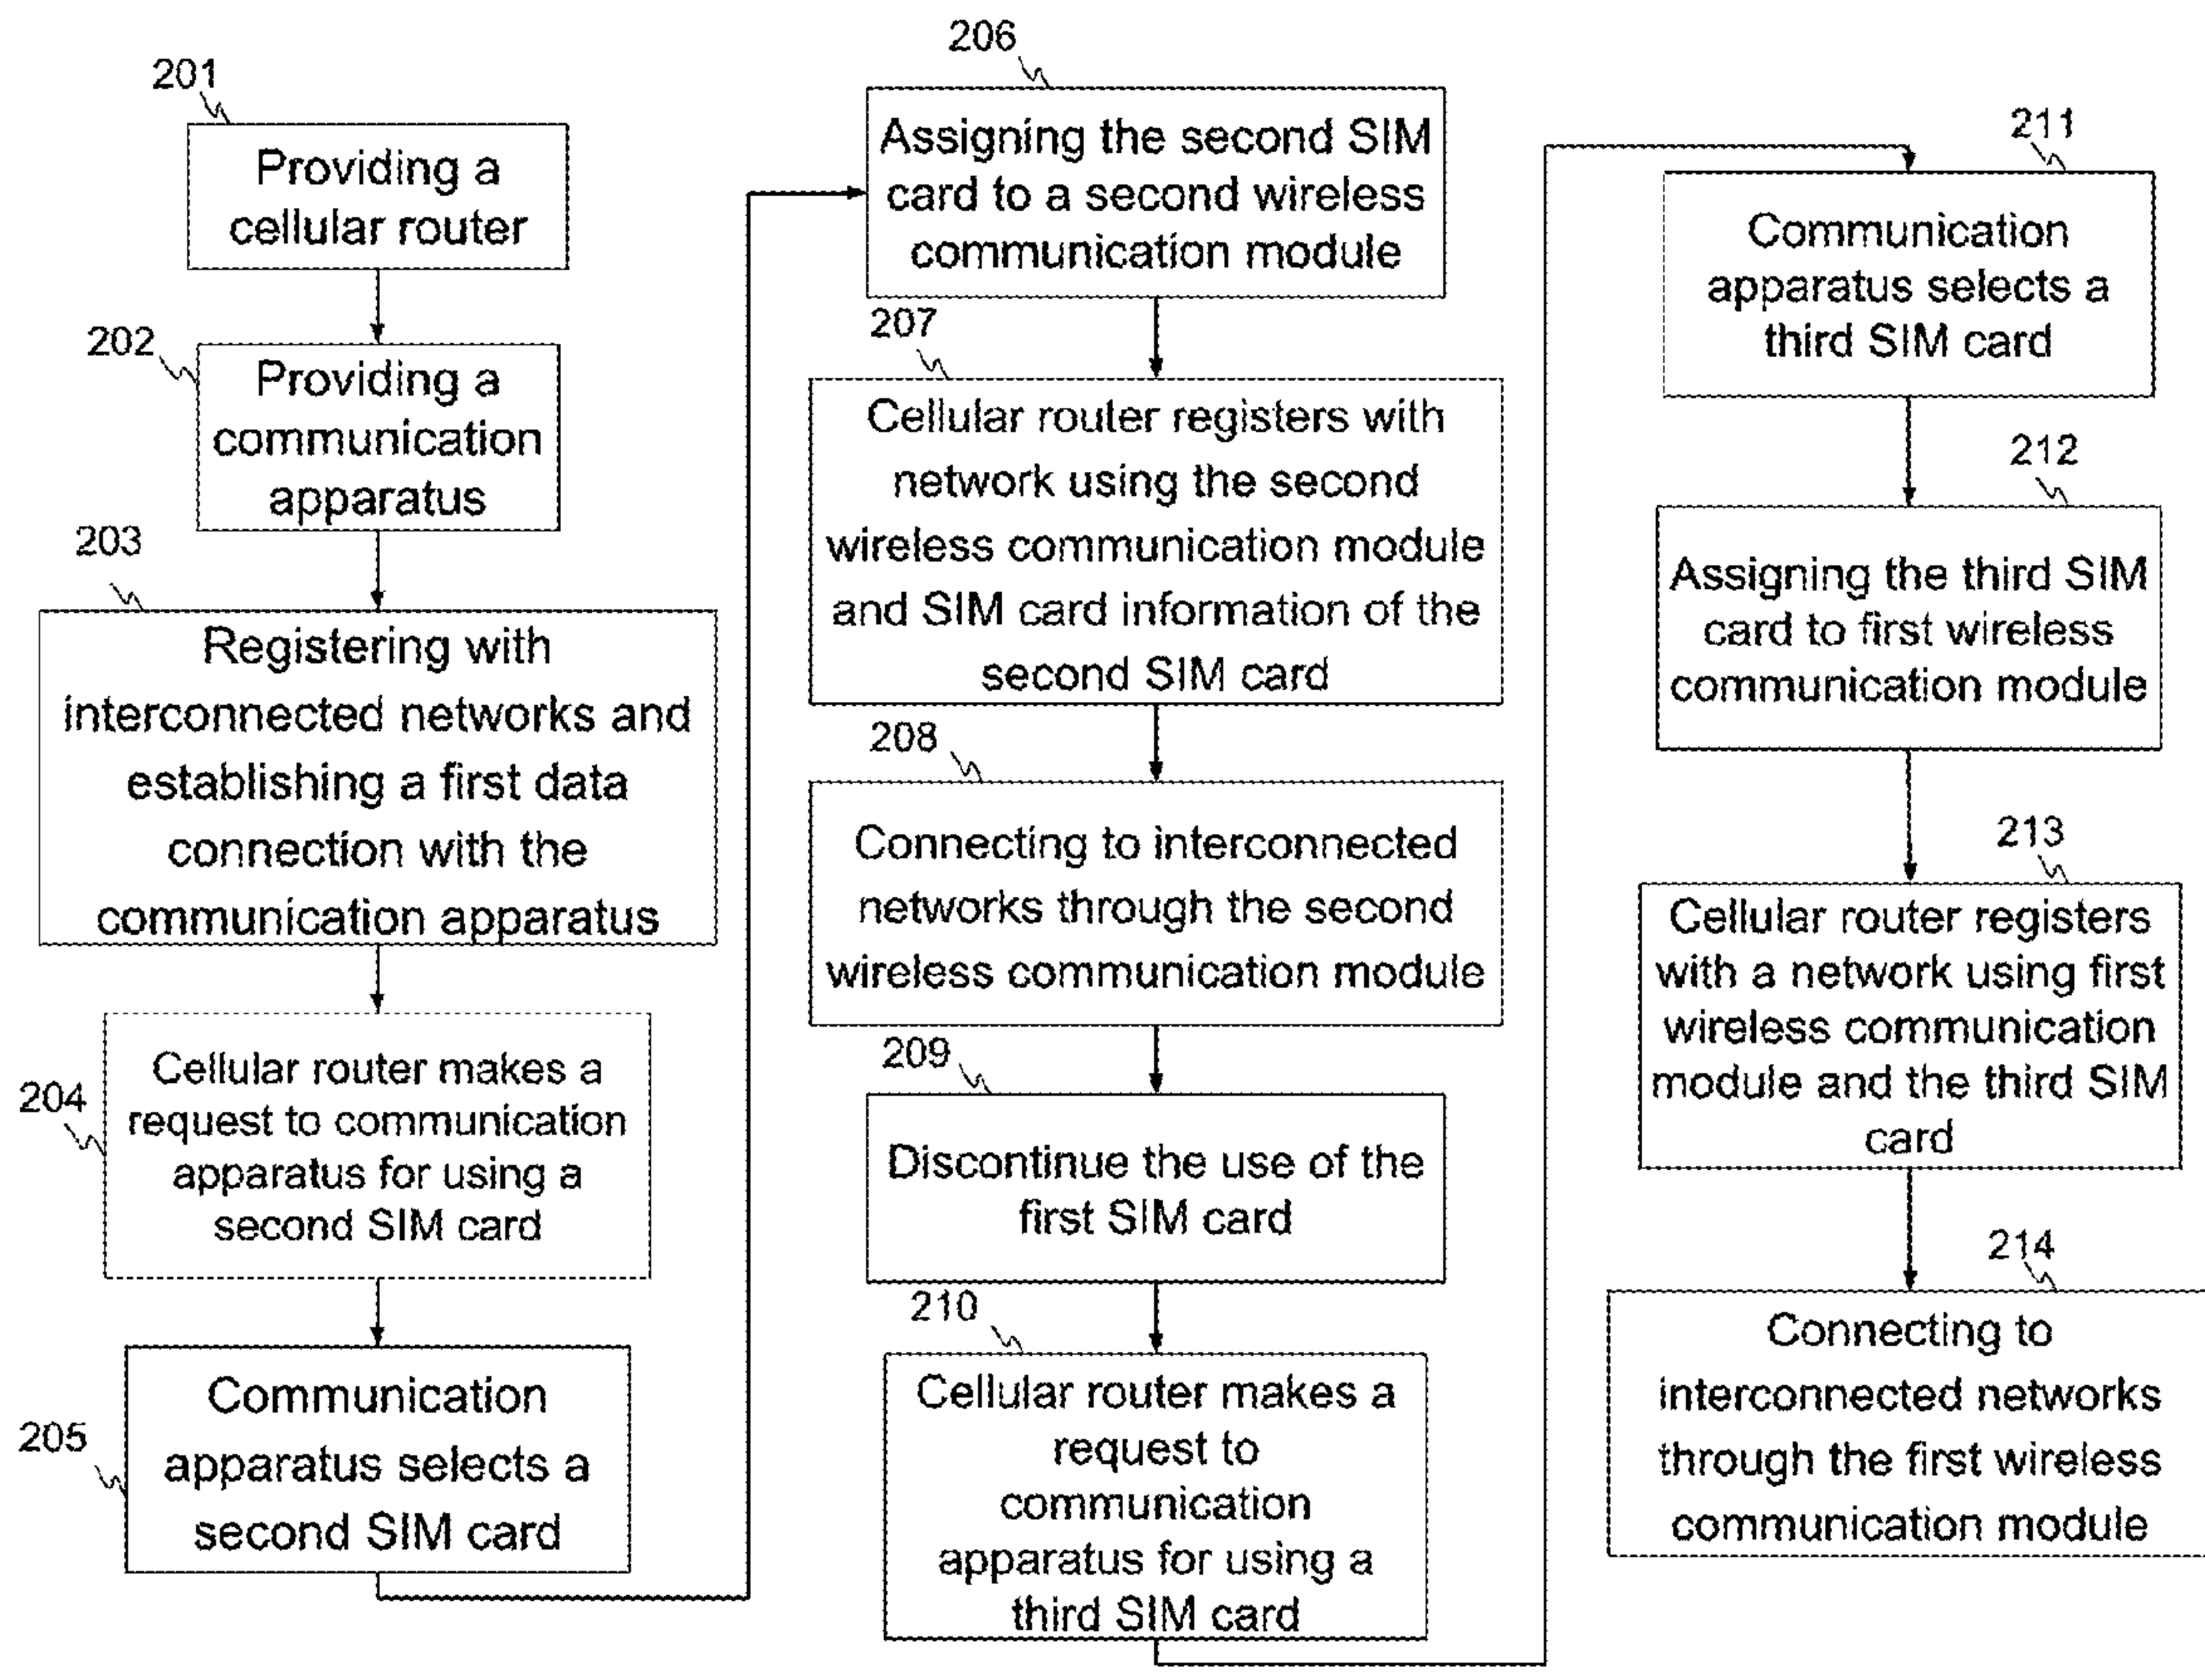 201
Providing a
cellular router
202
Providing a
communication
apparatus
203
Registering with
interconnected networks and
establishing a first data
connection with the
communication apparatus
204
Cellular router makes a
request to communication
apparatus for using a
second SIM card
205
Communication
apparatus selects a
second SIM card
206
Assigning the second SIM
card to a second wireless
communication module
207
Cellular router registers with
network using the second
wireless communication module
and SIM card information of the
second SIM card
208
Connecting to interconnected
networks through the second
wireless communication module
209
Discontinue the use of the
first SIM card
210
Cellular router makes a
request to
communication
apparatus for using a
third SIM card
211
Communication
apparatus selects a
third SIM card
212
Assigning the third SIM
card to first wireless
communication module
213
Cellular router registers
with a network using first
wireless communication
module and the third SIM
card
214
Connecting to
interconnected networks
through the first wireless
communication module